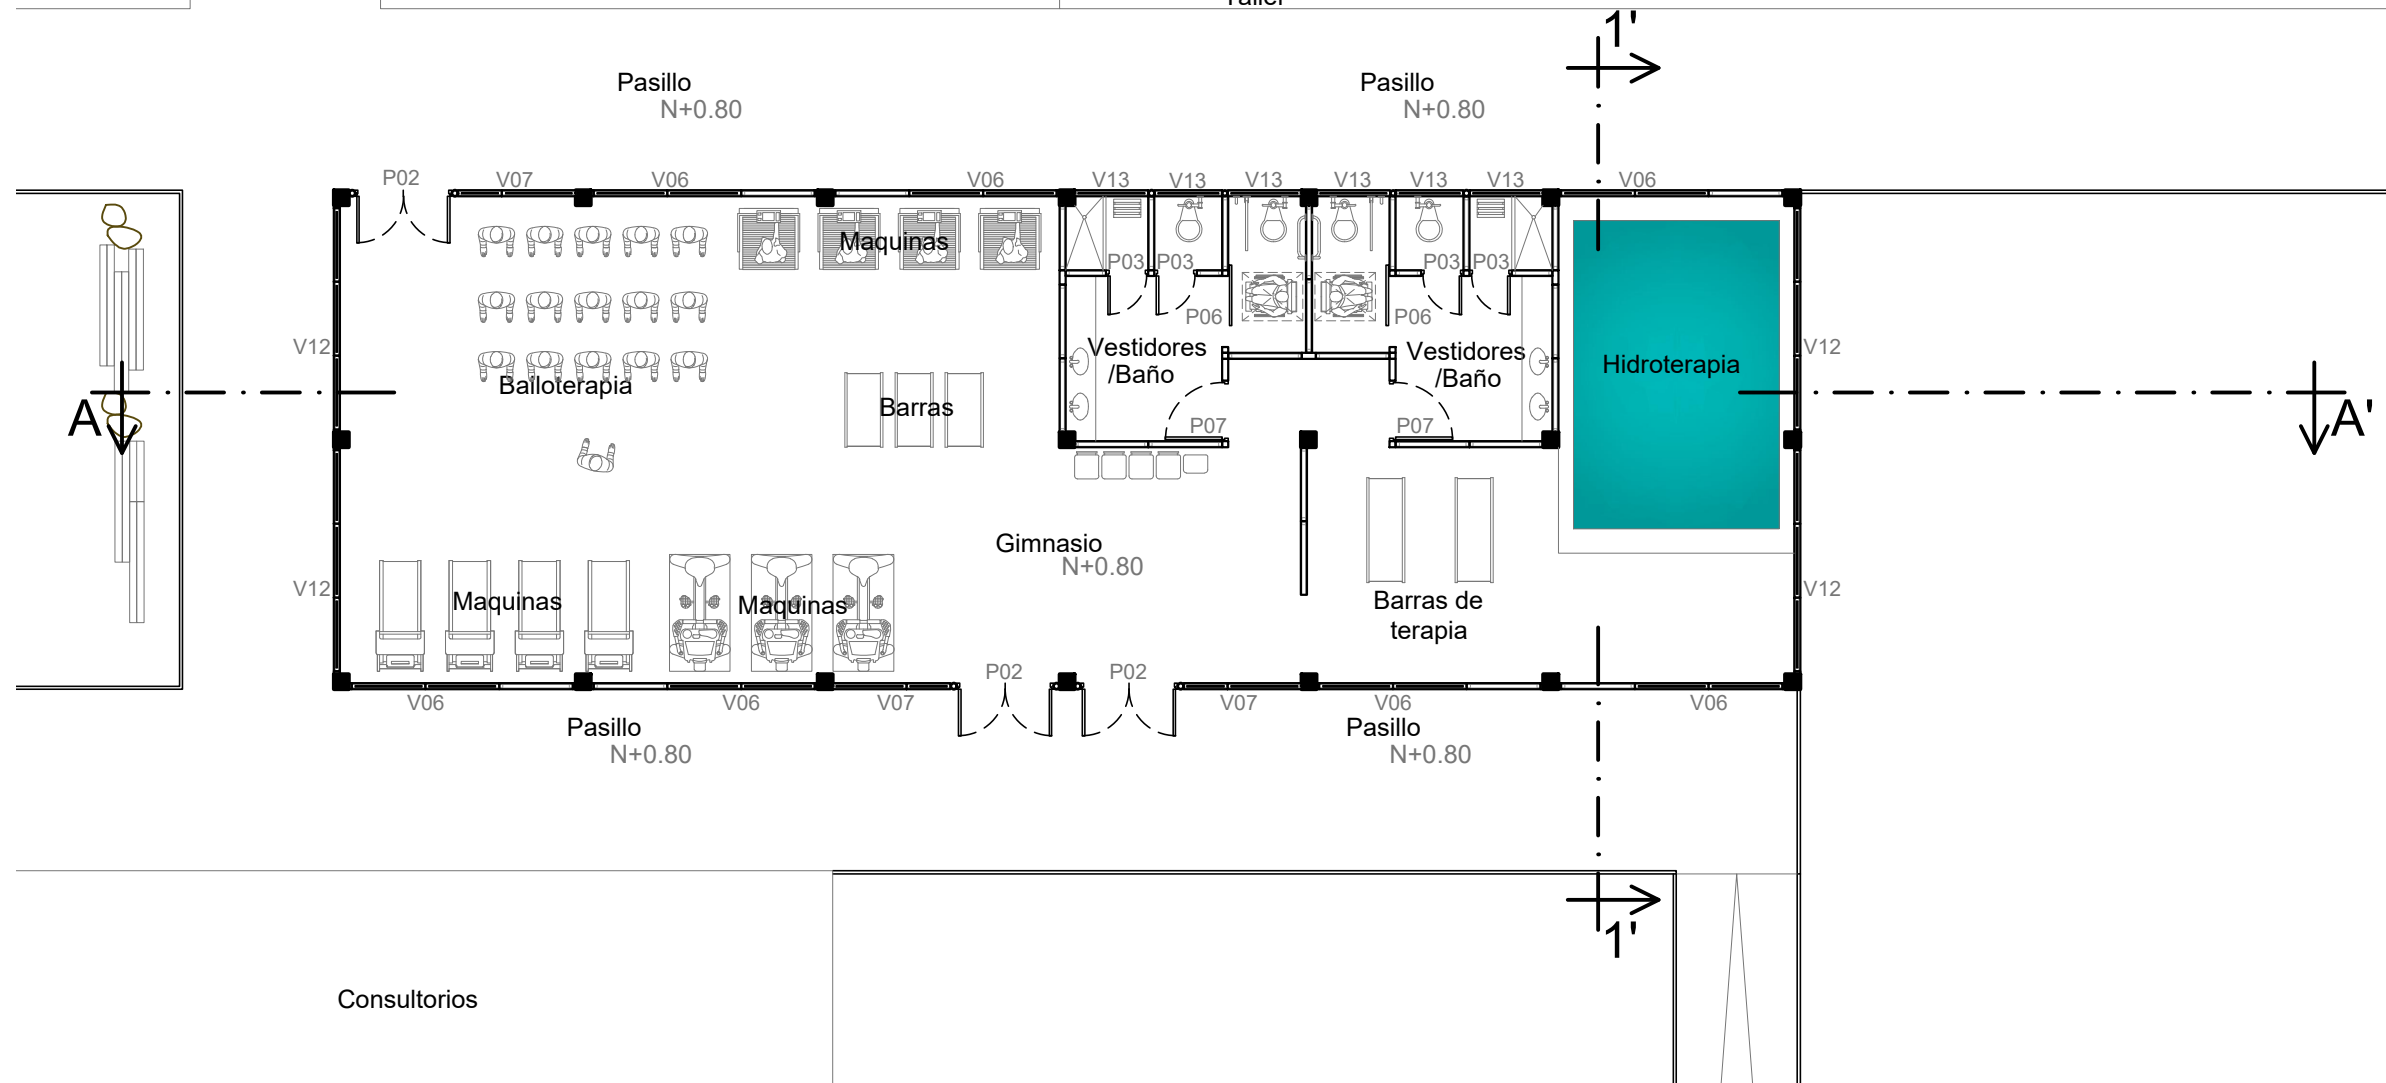 Taller
1'
Pasillo
N+0.80
Pasillo
N+0.80
P02
V07
V06
V06
V13
V13
V13
V13
V13
V13
V06
Maquinas
P03
P03
P03
P03
P06
P06
V12
Vestidores
/Baño
Vestidores
/Baño
Hidroterapia
V12
Balloterapia
Barras
A
A'
P07
P07
Gimnasio
N+0.80
V12
Maquinas
Maquinas
Barras de
terapia
V12
P02
P02
V06
V06
V07
V07
V06
V06
Pasillo
N+0.80
Pasillo
N+0.80
1'
Consultorios